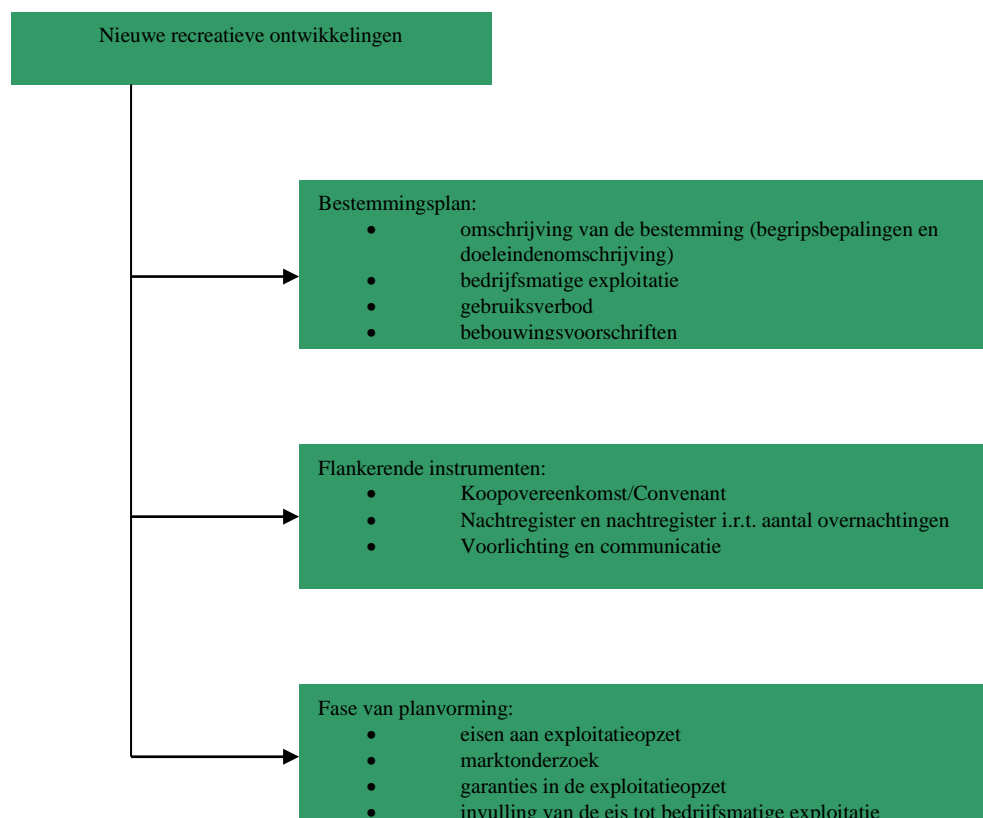 Nieuwe recreatieve ontwikkelingen
Bestemmingsplan:
• omschrijving van de bestemming (begripsbepalingen en
doeleindenomschrijving)
• bedrijfsmatige exploitatie
• gebruiksverbod
• bebouwingsvoorschriften
Flankerende instrumenten:
• Koopovereenkomst/Convenant
• Nachtregister en nachtregister i.r.t. aantal overnachtingen
• Voorlichting en communicatie
Fase van planvorming:
• eisen aan exploitatieopzet
• marktonderzoek
• garanties in de exploitatieopzet
• invulling van de eis tot bedrijfsmatige exploitatie